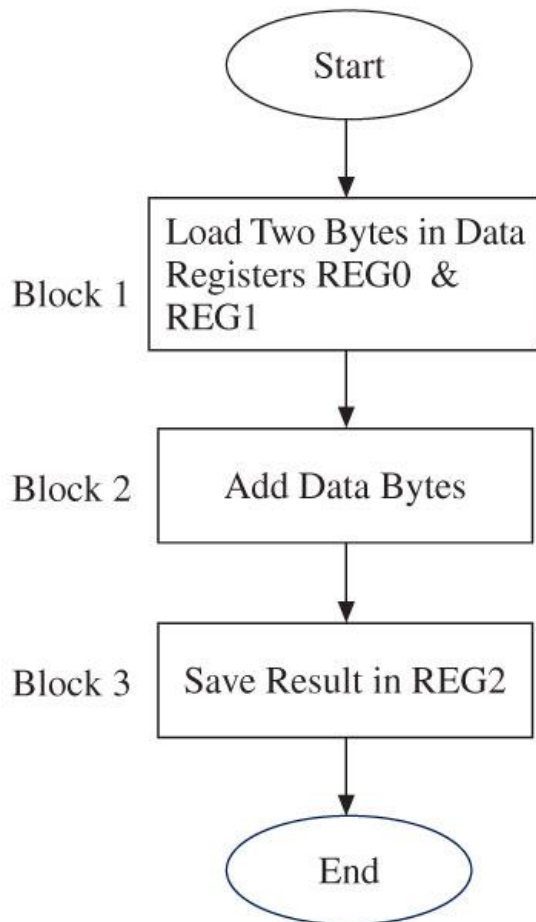 Start
Block 1
Load Two Bytes in Data
Registers REG0 &
REG1
Block 2
Add Data Bytes
Block 3
Save Result in REG2
End